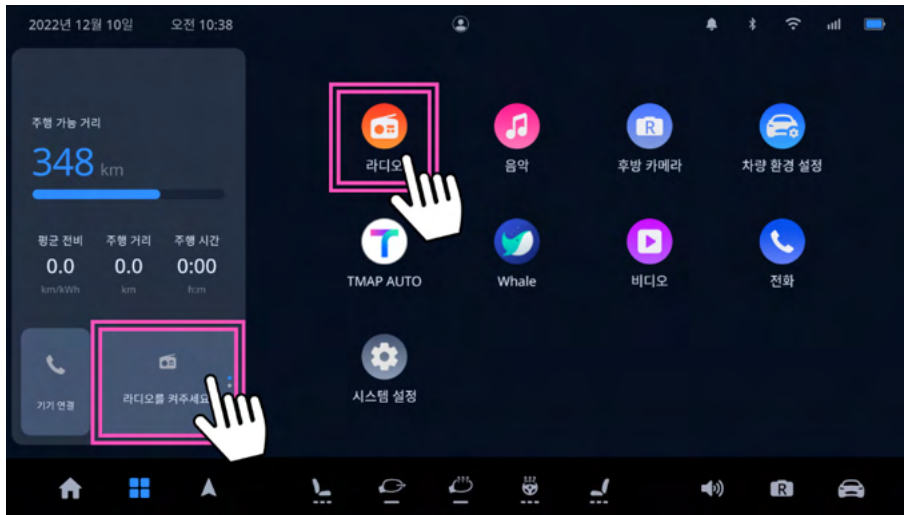 2022년 12월 10일 오전 10:38
주행 가능 거리
348 km
평균 전비 주행 거리 주행 시간
0.0 0.0 0:00
km/kWh km h:m
기기 연결
라디오를 켜주세요
라디오 음악 후방 카메라 차량 환경 설정
R
TMAP AUTO Whale 비디오 전화
시스템 설정
R